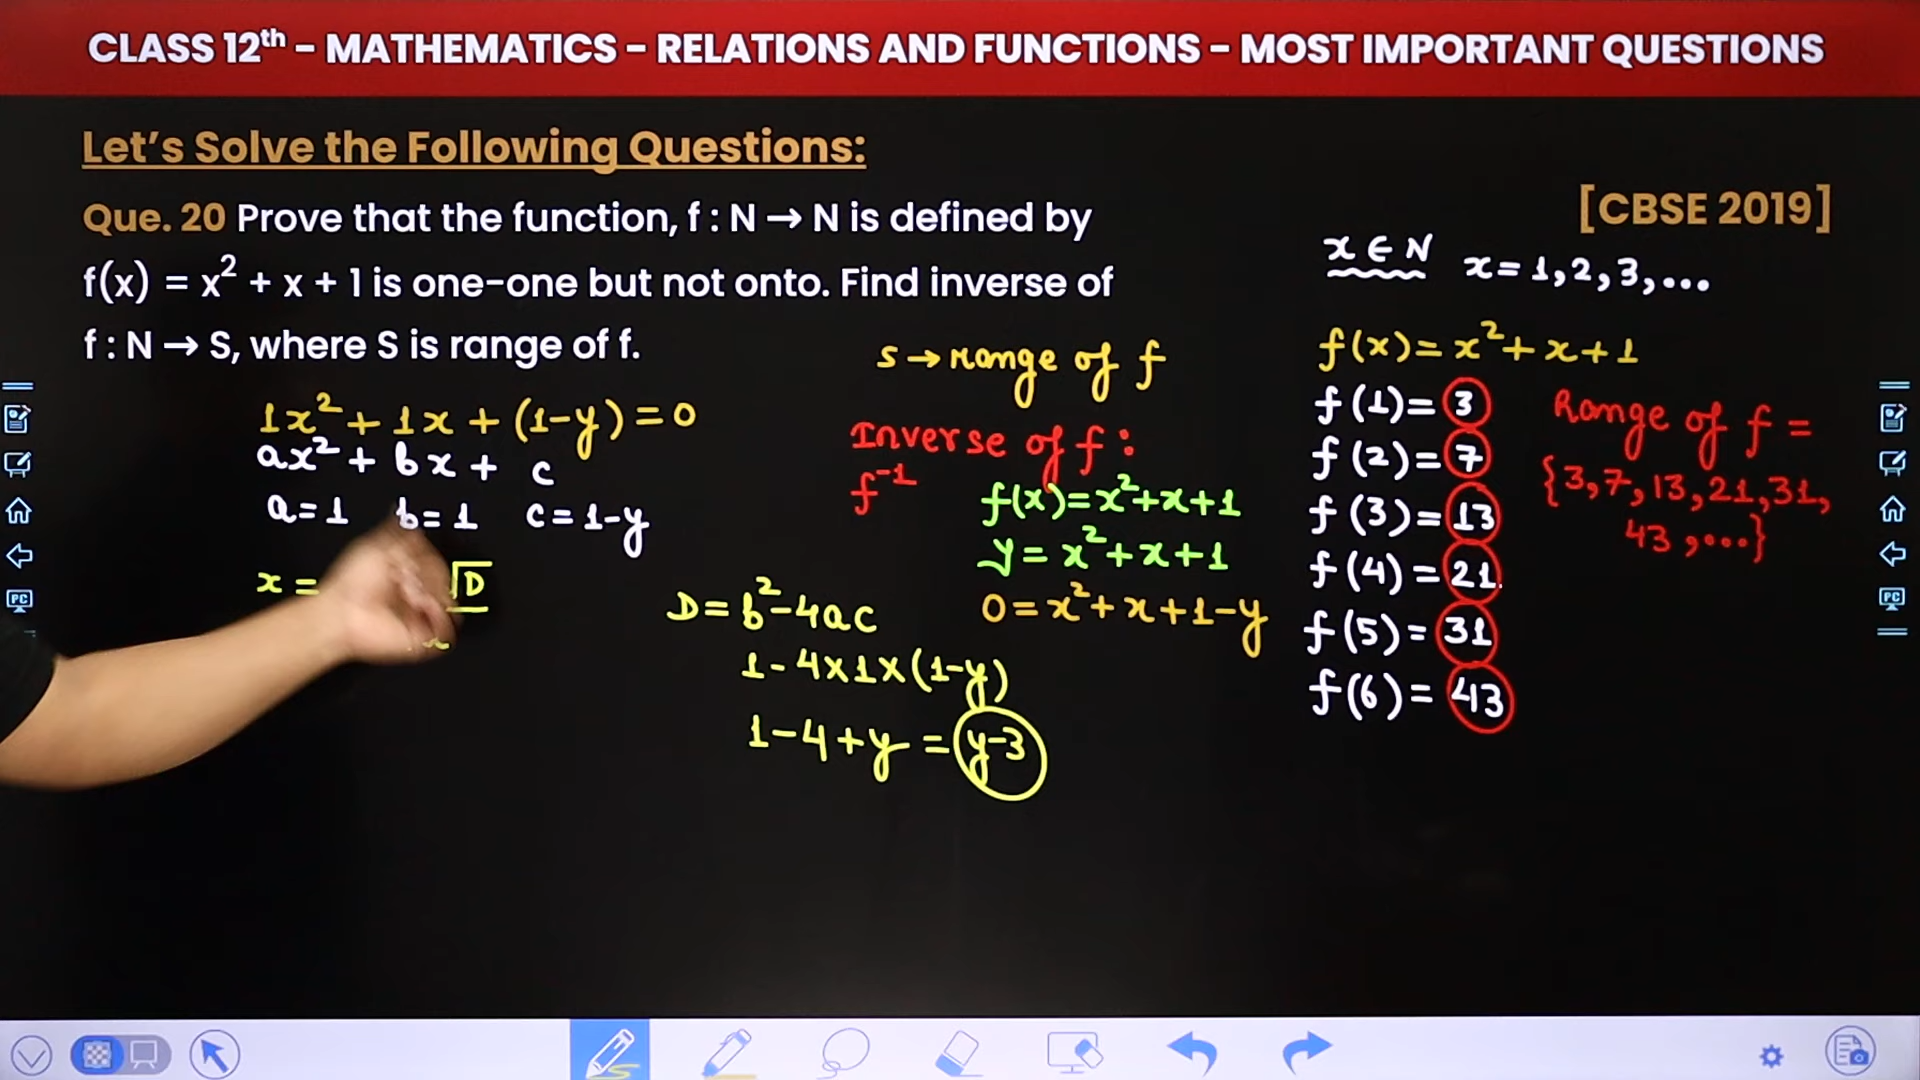 CLASS 12th – MATHEMATICS – RELATIONS AND FUNCTIONS – MOST IMPORTANT QUESTIONS
Let's Solve the Following Questions:
[CBSE 2019]
Que. 20 Prove that the function, f : N → N is defined by
f(x) = x² + x + 1 is one-one but not onto. Find inverse of
f : N → S, where S is range of f.
1x² + 1x + (1-y) = 0
ax² + bx + c
a = 1 b = 1 c = 1-y
x = √D
s → range of f
Inverse of f :
f⁻¹
f(x) = x²+x+1
y = x²+x+1
0 = x²+x+1-y
D = b²-4ac
1-4×1×(1-y)
1-4+y = y-3
x ∈ N x = 1,2,3,...
f(x) = x²+x+1
f(1) = 3
f(2) = 7
f(3) = 13
f(4) = 21
f(5) = 31
f(6) = 43
Range of f =
{3,7,13,21,31,
43,...}
PC
PC